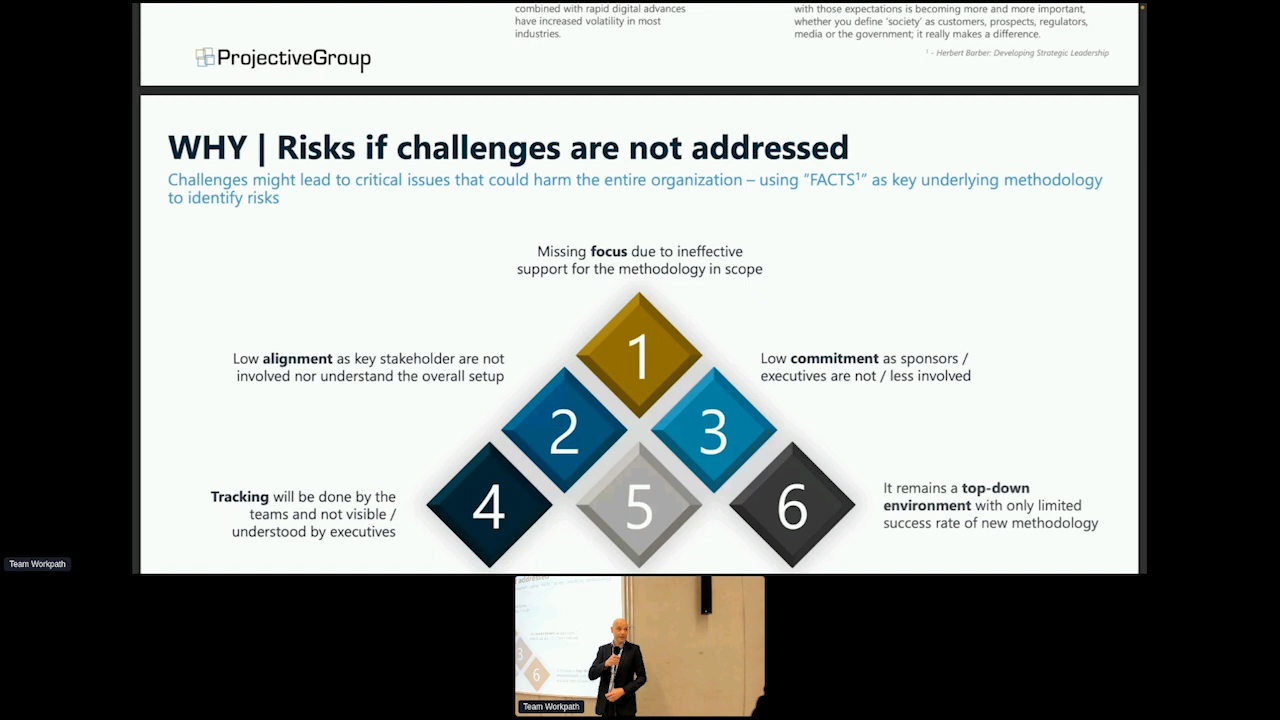 combined with rapid digital advances
have increased volatility in most
industries.
with those expectations is becoming more and more important,
whether you define ‘society’ as customers, prospects, regulators,
media or the government; it really makes a difference.
¹ – Herbert Barber: Developing Strategic Leadership
ProjectiveGroup
WHY | Risks if challenges are not addressed
Challenges might lead to critical issues that could harm the entire organization – using “FACTS¹” as key underlying methodology
to identify risks
Missing focus due to ineffective
support for the methodology in scope
1
Low alignment as key stakeholder are not
involved nor understand the overall setup
Low commitment as sponsors /
executives are not / less involved
2
3
Tracking will be done by the
teams and not visible /
understood by executives
4
5
6
It remains a top-down
environment with only limited
success rate of new methodology
Team Workpath
addressed
3
6
Team Workpath